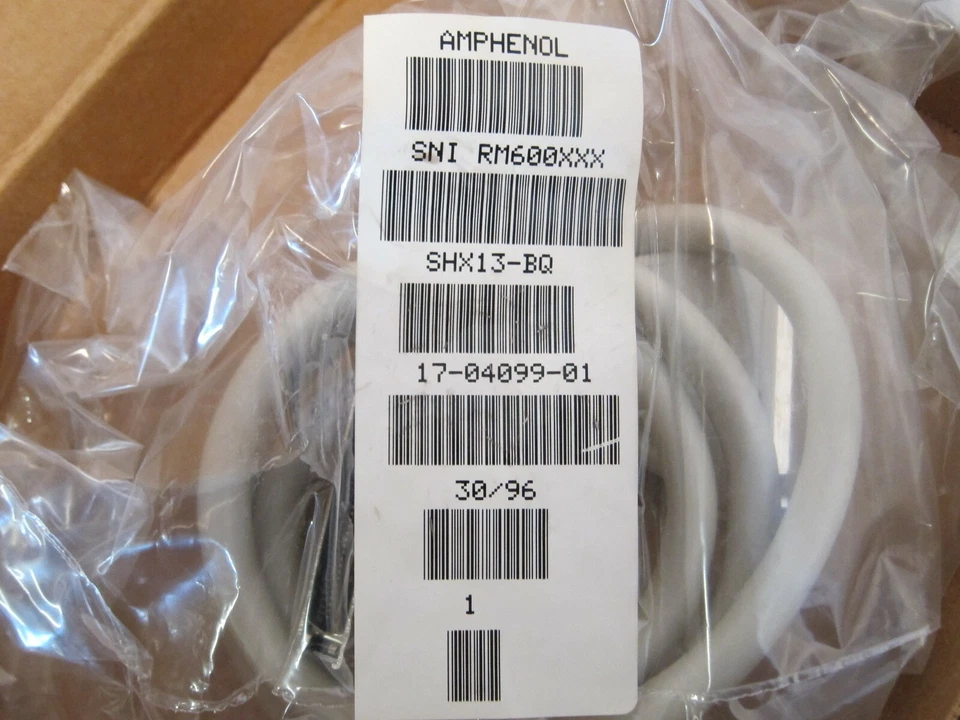 AMPHENOL
SNI RM600XXX
SHX13-BQ
17-04099-01
30/96
1